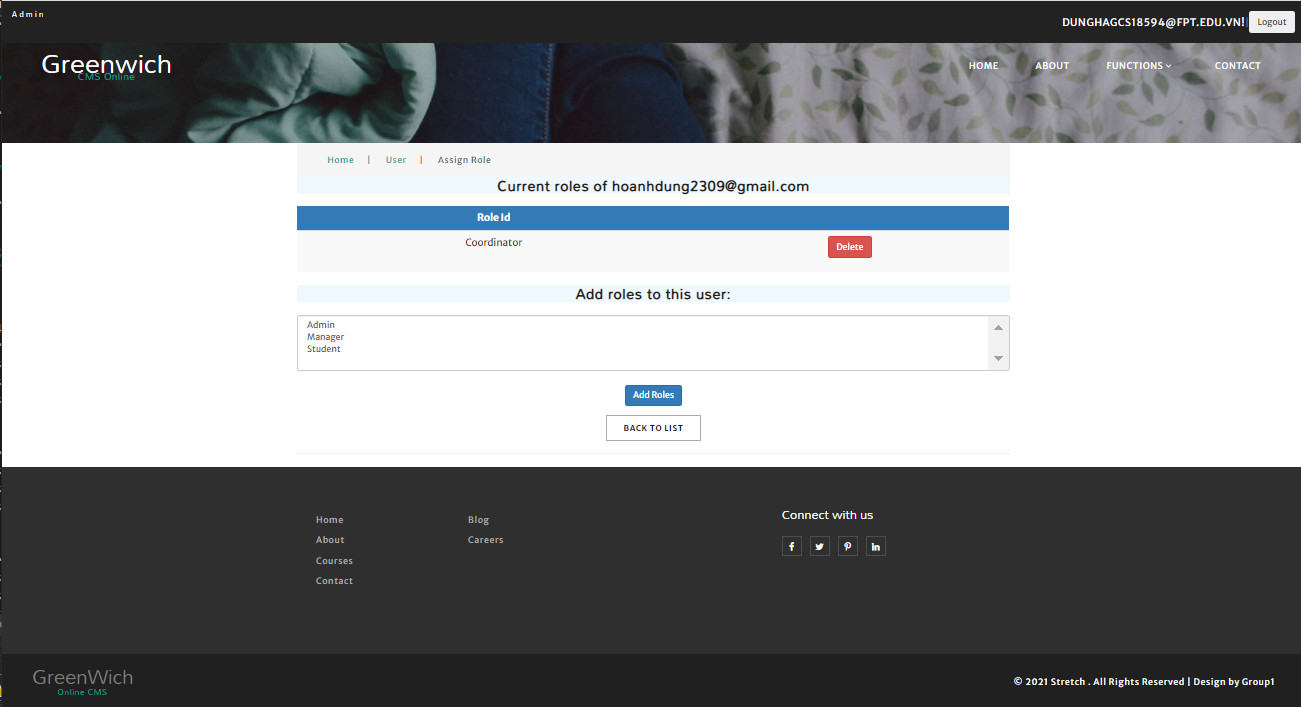 Admin
DUNGHAGCS18594@FPT.EDU.VN!
Logout
Greenwich
CMS Online
HOME
ABOUT
FUNCTIONS
CONTACT
Home | User | Assign Role
Current roles of hoanhdung2309@gmail.com
Role Id
Coordinator
Delete
Add roles to this user:
Admin
Manager
Student
Add Roles
BACK TO LIST
Home
About
Courses
Contact
Blog
Careers
Connect with us
GreenWich
Online CMS
© 2021 Stretch . All Rights Reserved | Design by Group1